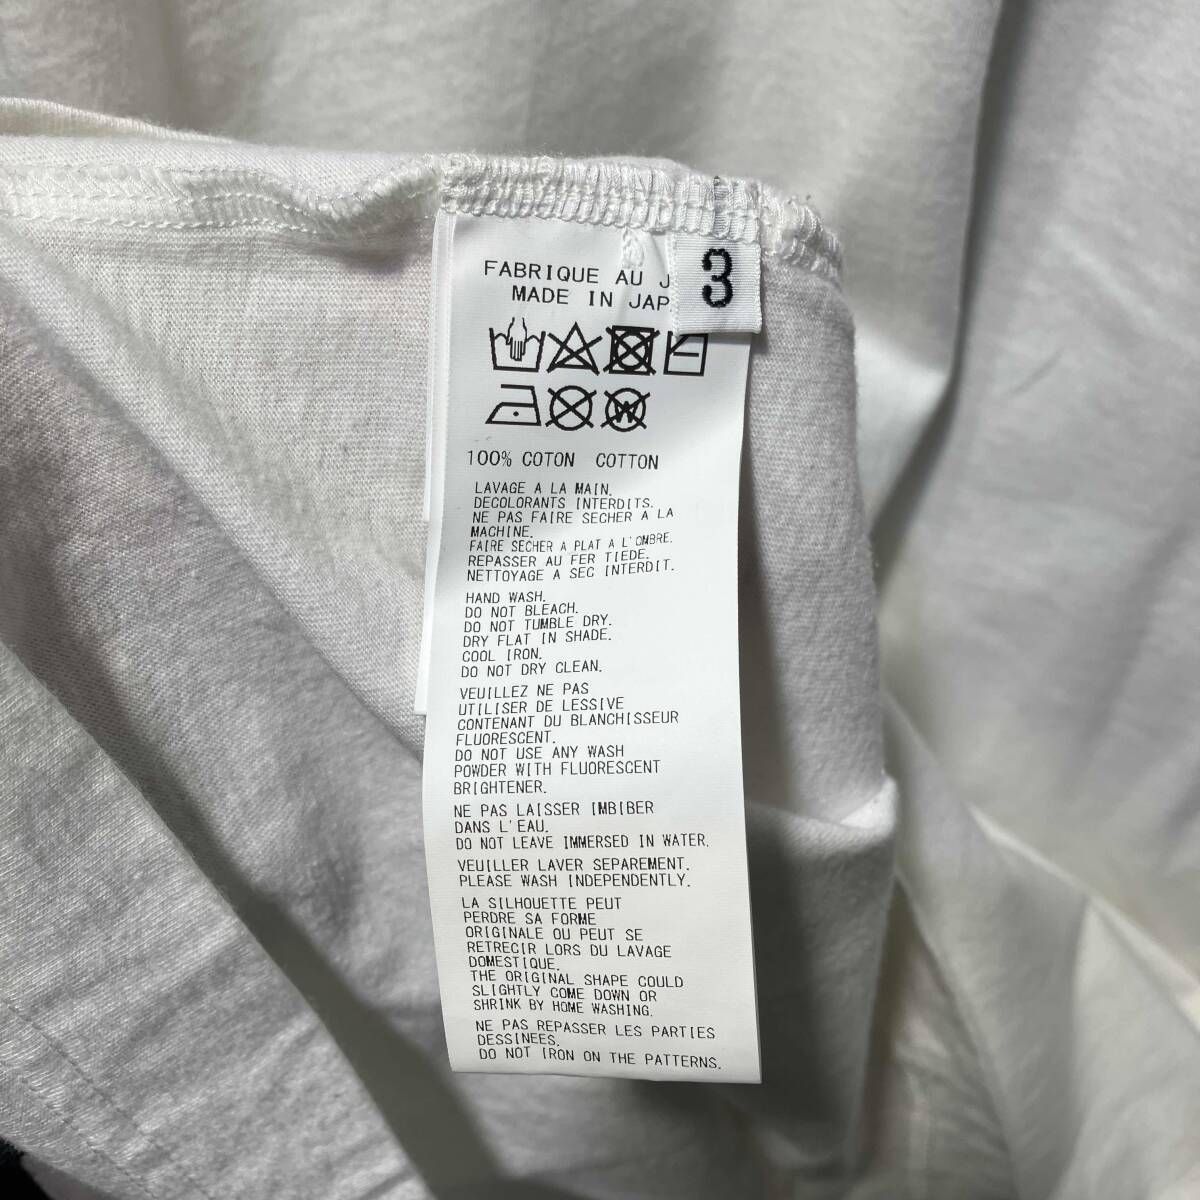 FABRIQUE AU J
3
MADE IN JAP
W
100% COTON COTTON
LAVAGE A LA MAIN.
DECOLORANTS INTERDITS.
NE PAS FAIRE SECHER A LA
MACHINE.
FAIRE SECHER A PLAT A L'OMBRE.
REPASSER AU FER TIEDE.
NETTOYAGE A SEC INTERDIT.
HAND WASH.
DO NOT BLEACH.
DO NOT TUMBLE DRY.
DRY FLAT IN SHADE.
COOL IRON.
DO NOT DRY CLEAN.
VEUILLEZ NE PAS
UTILISER DE LESSIVE
CONTENANT DU BLANCHISSEUR
FLUORESCENT.
DO NOT USE ANY WASH
POWDER WITH FLUORESCENT
BRIGHTENER.
NE PAS LAISSER IMBIBER
DANS L'EAU.
DO NOT LEAVE IMMERSED IN WATER.
VEUILLER LAVER SEPAREMENT.
PLEASE WASH INDEPENDENTLY.
LA SILHOUETTE PEUT
PERDRE SA FORME
ORIGINALE OU PEUT SE
RETRECIR LORS DU LAVAGE
DOMESTIQUE.
THE ORIGINAL SHAPE COULD
SLIGHTLY COME DOWN OR
SHRINK BY HOME WASHING.
NE PAS REPASSER LES PARTIES
DESSINEES.
DO NOT IRON ON THE PATTERNS.